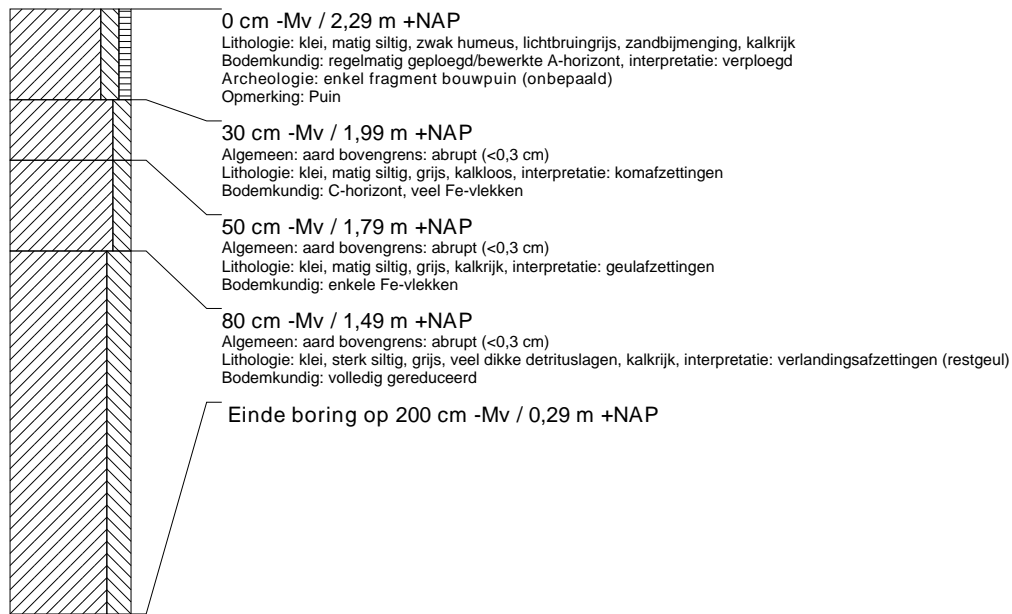 0 cm -Mv / 2,29 m +NAP
Lithologie: klei, matig siltig, zwak humeus, lichtbruingrijs, zandbijmenging, kalkrijk
Bodemkundig: regelmatig geploegd/bewerkte A-horizont, interpretatie: verploegd
Archeologie: enkel fragment bouwpuin (onbepaald)
Opmerking: Puin
30 cm -Mv / 1,99 m +NAP
Algemeen: aard bovengrens: abrupt (<0,3 cm)
Lithologie: klei, matig siltig, grijs, kalkloos, interpretatie: komafzettingen
Bodemkundig: C-horizont, veel Fe-vlekken
50 cm -Mv / 1,79 m +NAP
Algemeen: aard bovengrens: abrupt (<0,3 cm)
Lithologie: klei, matig siltig, grijs, kalkrijk, interpretatie: geulafzettingen
Bodemkundig: enkele Fe-vlekken
80 cm -Mv / 1,49 m +NAP
Algemeen: aard bovengrens: abrupt (<0,3 cm)
Lithologie: klei, sterk siltig, grijs, veel dikke detrituslagen, kalkrijk, interpretatie: verlandingsafzettingen (restgeul)
Bodemkundig: volledig gereduceerd
Einde boring op 200 cm -Mv / 0,29 m +NAP